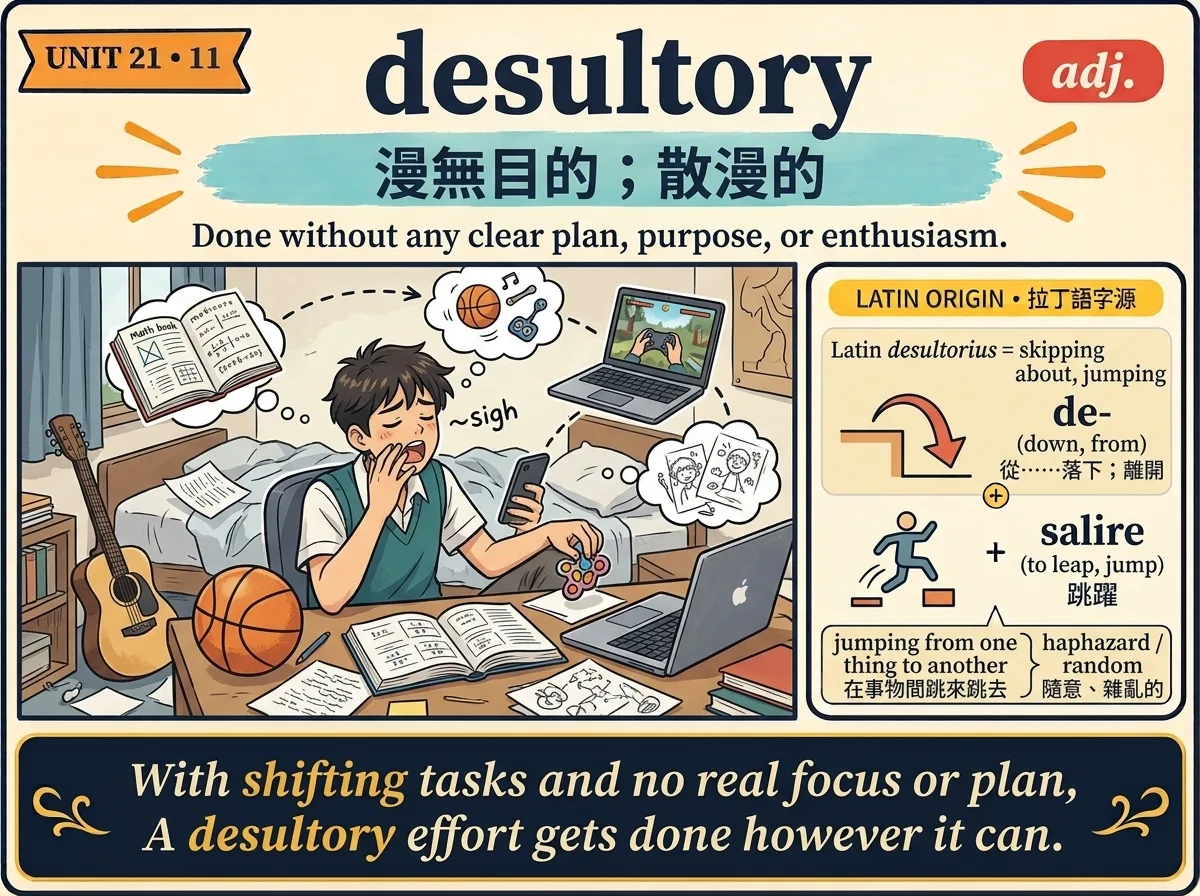 UNIT 21 • 11
desultory
adj.
漫無目的；散漫的
Done without any clear plan, purpose, or enthusiasm.
Math book
~sigh
LATIN ORIGIN • 拉丁語字源
Latin desultorius = skipping
about, jumping
de-
(down, from)
從……落下；離開
+
+
salire
(to leap, jump)
跳躍
jumping from one
thing to another
在事物間跳來跳去
haphazard /
random
隨意、雜亂的
With shifting tasks and no real focus or plan,
A desultory effort gets done however it can.